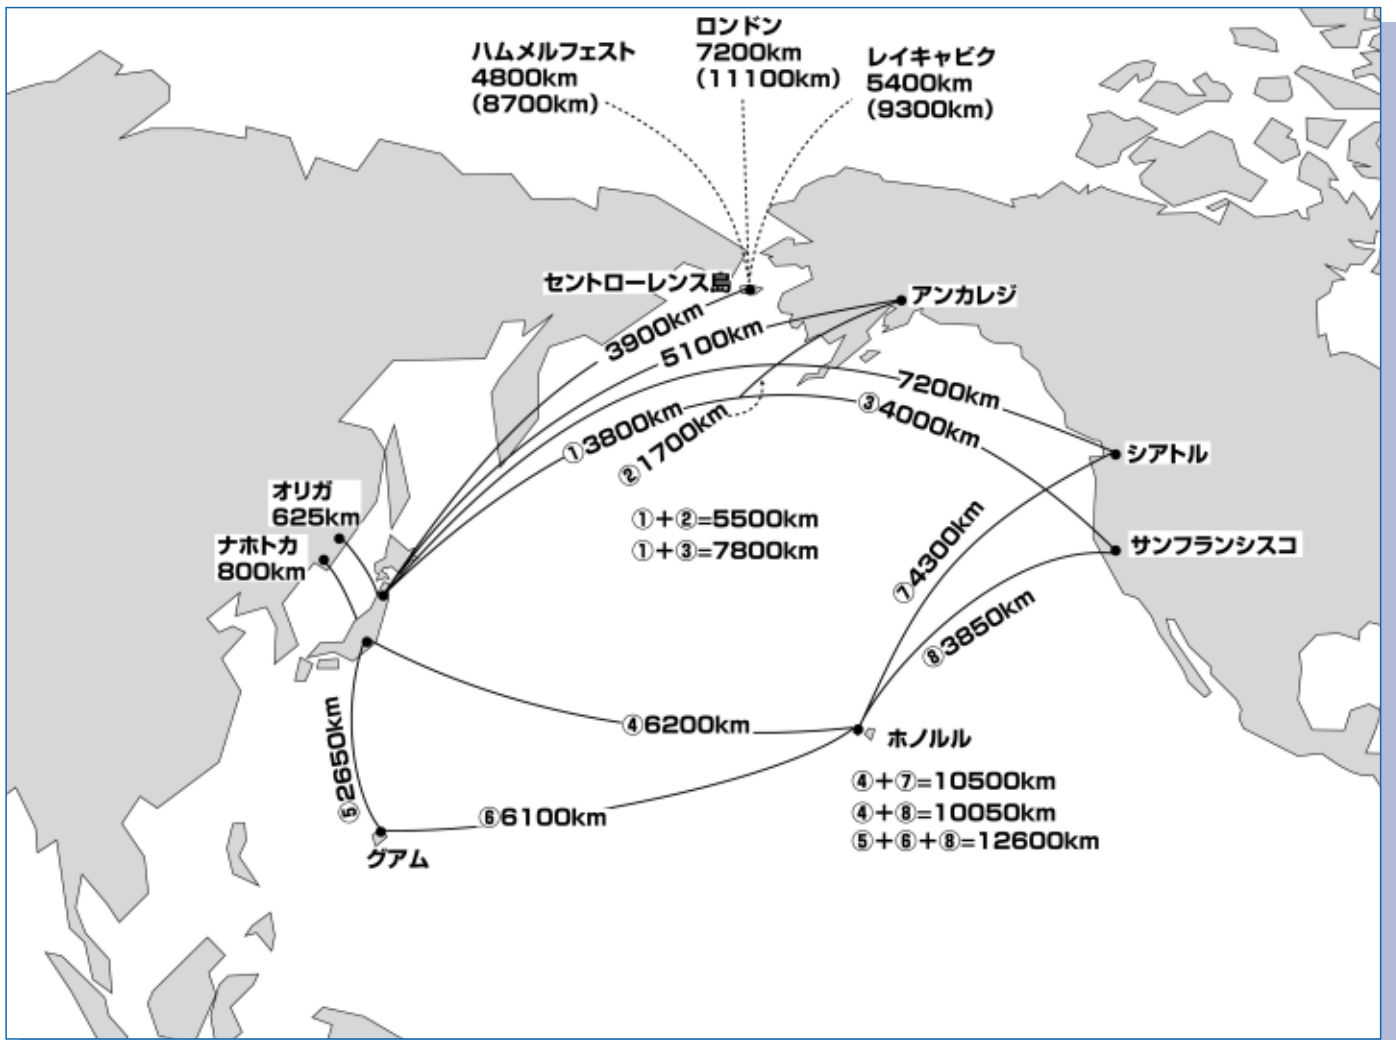 ハムメルフェスト
4800km
(8700km)
ロンドン
7200km
(11100km)
レイキャビク
5400km
(9300km)
セントローレンス島
アンカレジ
3900km
5100km
7200km
①3800km
②1700km
③4000km
シアトル
オリガ
625km
ナホトカ
800km
①+②=5500km
①+③=7800km
サンフランシスコ
⑦4300km
⑧3850km
④6200km
ホノルル
⑤2650km
⑥6100km
④+⑦=10500km
④+⑧=10050km
⑤+⑥+⑧=12600km
グアム